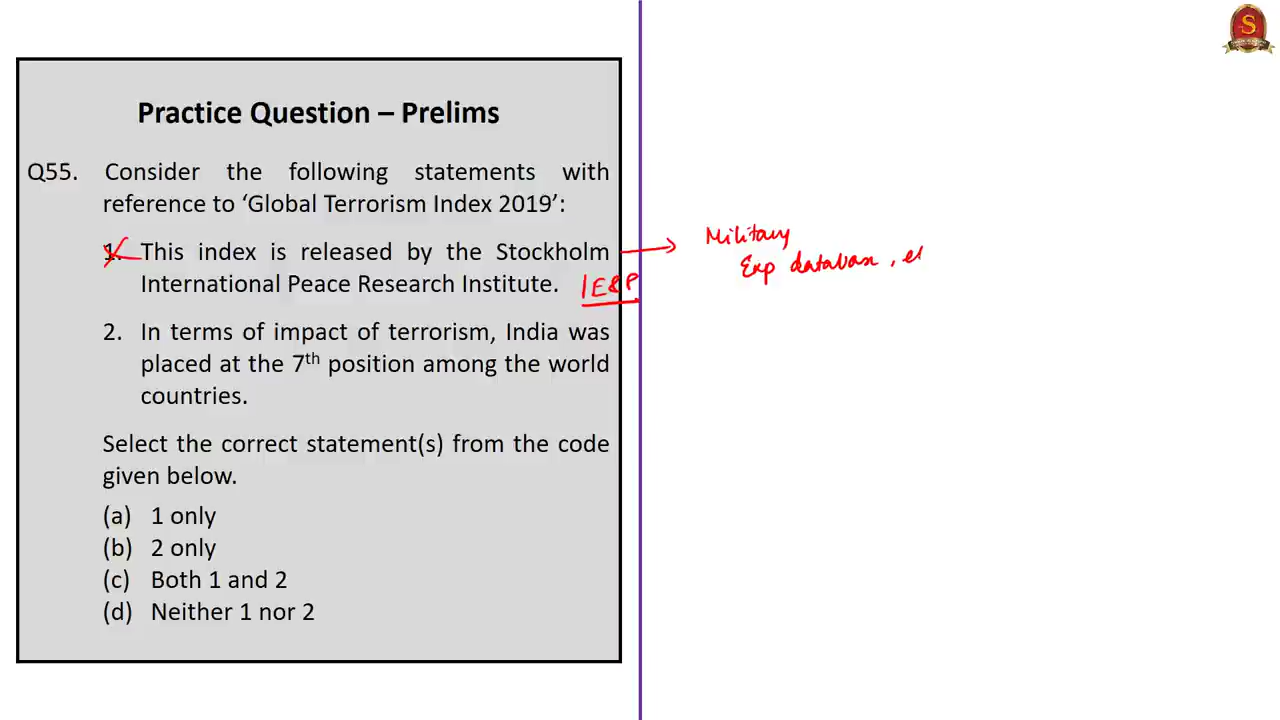 Practice Question – Prelims
Q55. Consider the following statements with
reference to ‘Global Terrorism Index 2019’:
1. This index is released by the Stockholm
International Peace Research Institute.
IE&P
Military
Exp database, et
2. In terms of impact of terrorism, India was
placed at the 7th position among the world
countries.
Select the correct statement(s) from the code
given below.
(a) 1 only
(b) 2 only
(c) Both 1 and 2
(d) Neither 1 nor 2
S